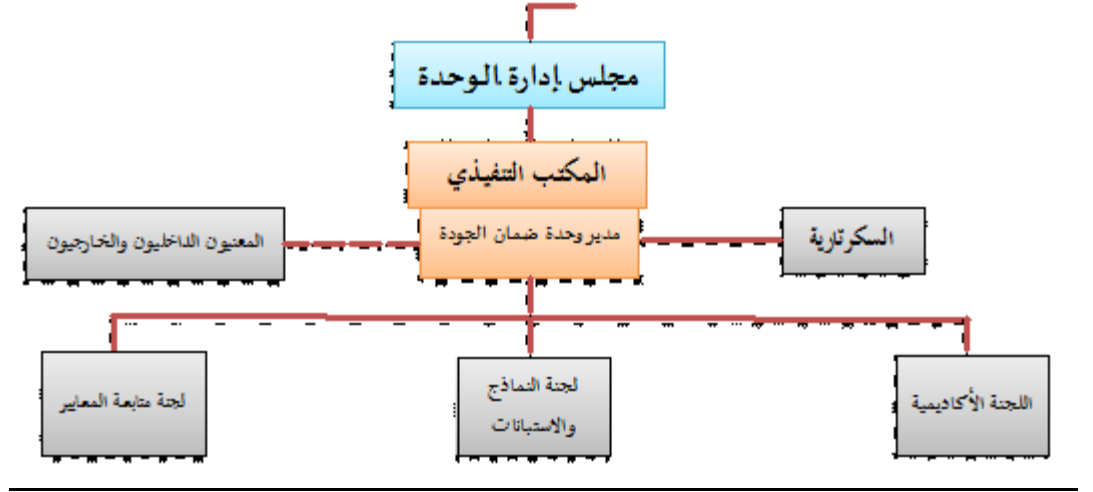 مجلس إدارة الوحدة
المكتب التنفيذي
مدير وحدة ضمان الجودة
السكرتارية
المعنيون الداخليون والخارجيون
اللجنة الأكاديمية
لجنة النماذج
والاستبانات
لجنة متابعة المعايير